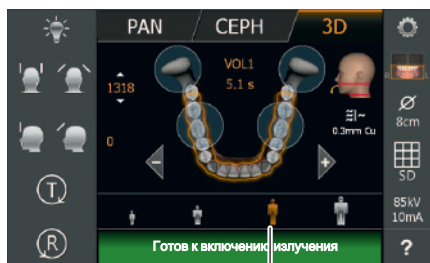 PAN CEPH 3D
VOL1
5.1 s
1318
0
0.3mm Cu
R L
8cm
SD
85kV
10mA
T
R
?
Готов к включению излучения